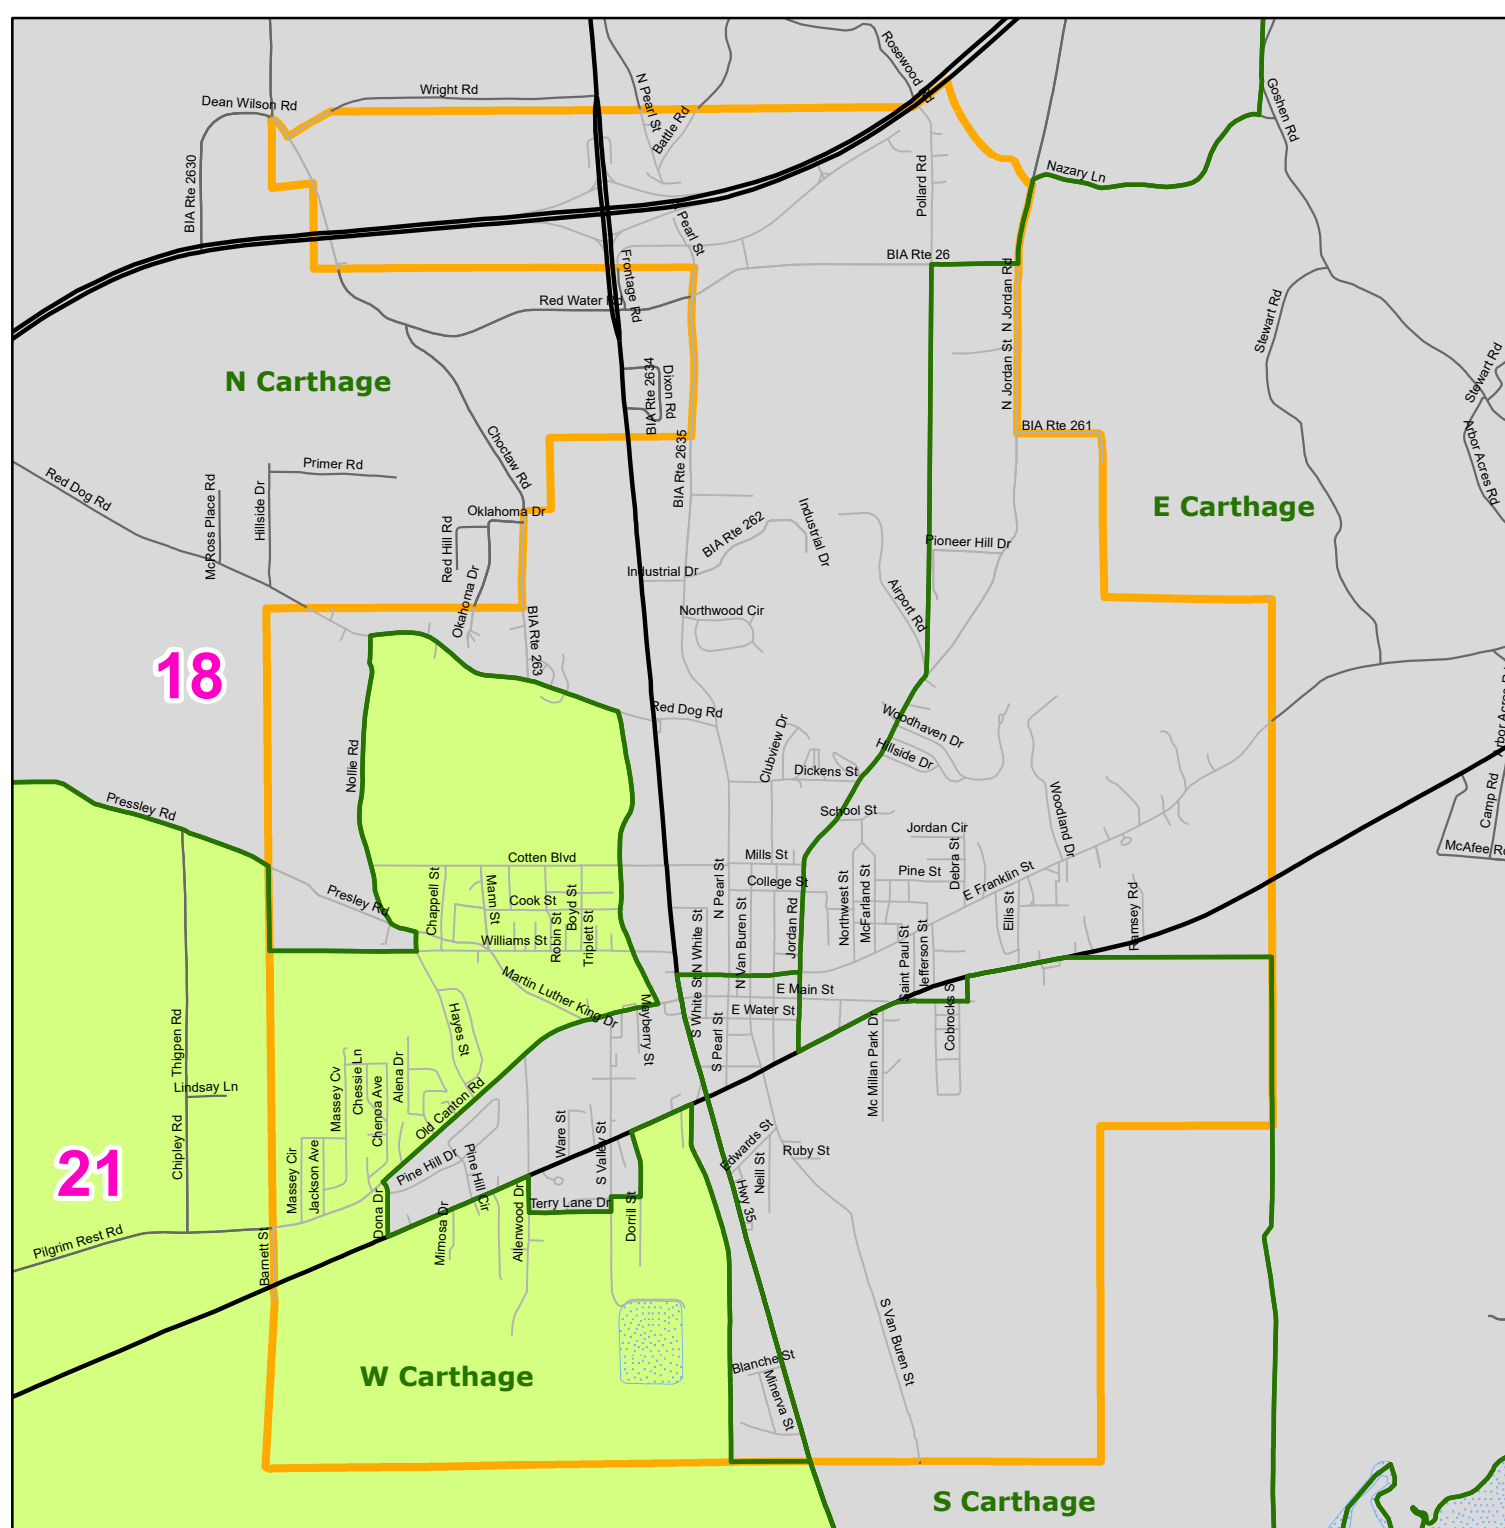 Rosewood Rd
Wright Rd
Dean Wilson Rd
N Pearl St
Battle Rd
Goshen Rd
BIA Rte 2630
Pollard Rd
Nazary Ln
Pearl St
BIA Rte 26
Frontage Rd
Red Water Rd
N Jordan Rd
Stewart Rd
N Carthage
N Jordan St
BIA Rte 2634
Dixon Rd
Stewart Rd
BIA Rte 261
Arbor Acres Rd
Choctaw Rd
BIA Rte 2635
Primer Rd
Red Dog Rd
McRoss Place Rd
Hillside Dr
Oklahoma Dr
E Carthage
Red Hill Rd
BIA Rte 262
Industrial Dr
Pioneer Hill Dr
Industrial Dr
Okahoma Dr
Northwood Cir
Airport Rd
BIA Rte 263
18
Red Dog Rd
Arbor Acres Rd
Woodhaven Dr
Clubview Dr
Hillside Dr
Nollie Rd
Dickens St
Pressley Rd
School St
Woodland Dr
Camp Rd
Jordan Cir
McAfee Rd
Cotten Blvd
Mills St
Debra St
Pine St
College St
E Franklin St
Presley Rd
Chappell St
Mann St
Cook St
Boyd St
N Pearl St
Northwest St
McFarland St
Ellis St
Ramsey Rd
Robin St
Triplett St
Williams St
N White St
N Van Buren St
Jordan Rd
Saint Paul St
Jefferson St
Martin Luther King Dr
E Main St
Mayberry St
S White St
E Water St
Cobrocks St
Hayes St
Thigpen Rd
S Pearl St
Mc Millan Park Dr
Chessie Ln
Alena Dr
Massey Cv
Chenoa Ave
Lindsay Ln
Old Canton Rd
Chipley Rd
Ware St
S Valley St
Edwards St
Ruby St
21
Massey Cir
Jackson Ave
Pine Hill Dr
Pine Hill Cir
Neill St
Hwy 35
Dona Dr
Terry Lane Dr
Dorrill St
Allenwood Dr
Mimosa Dr
Pilgrim Rest Rd
Barnett St
S Van Buren St
W Carthage
Blanche St
Minerva St
S Carthage